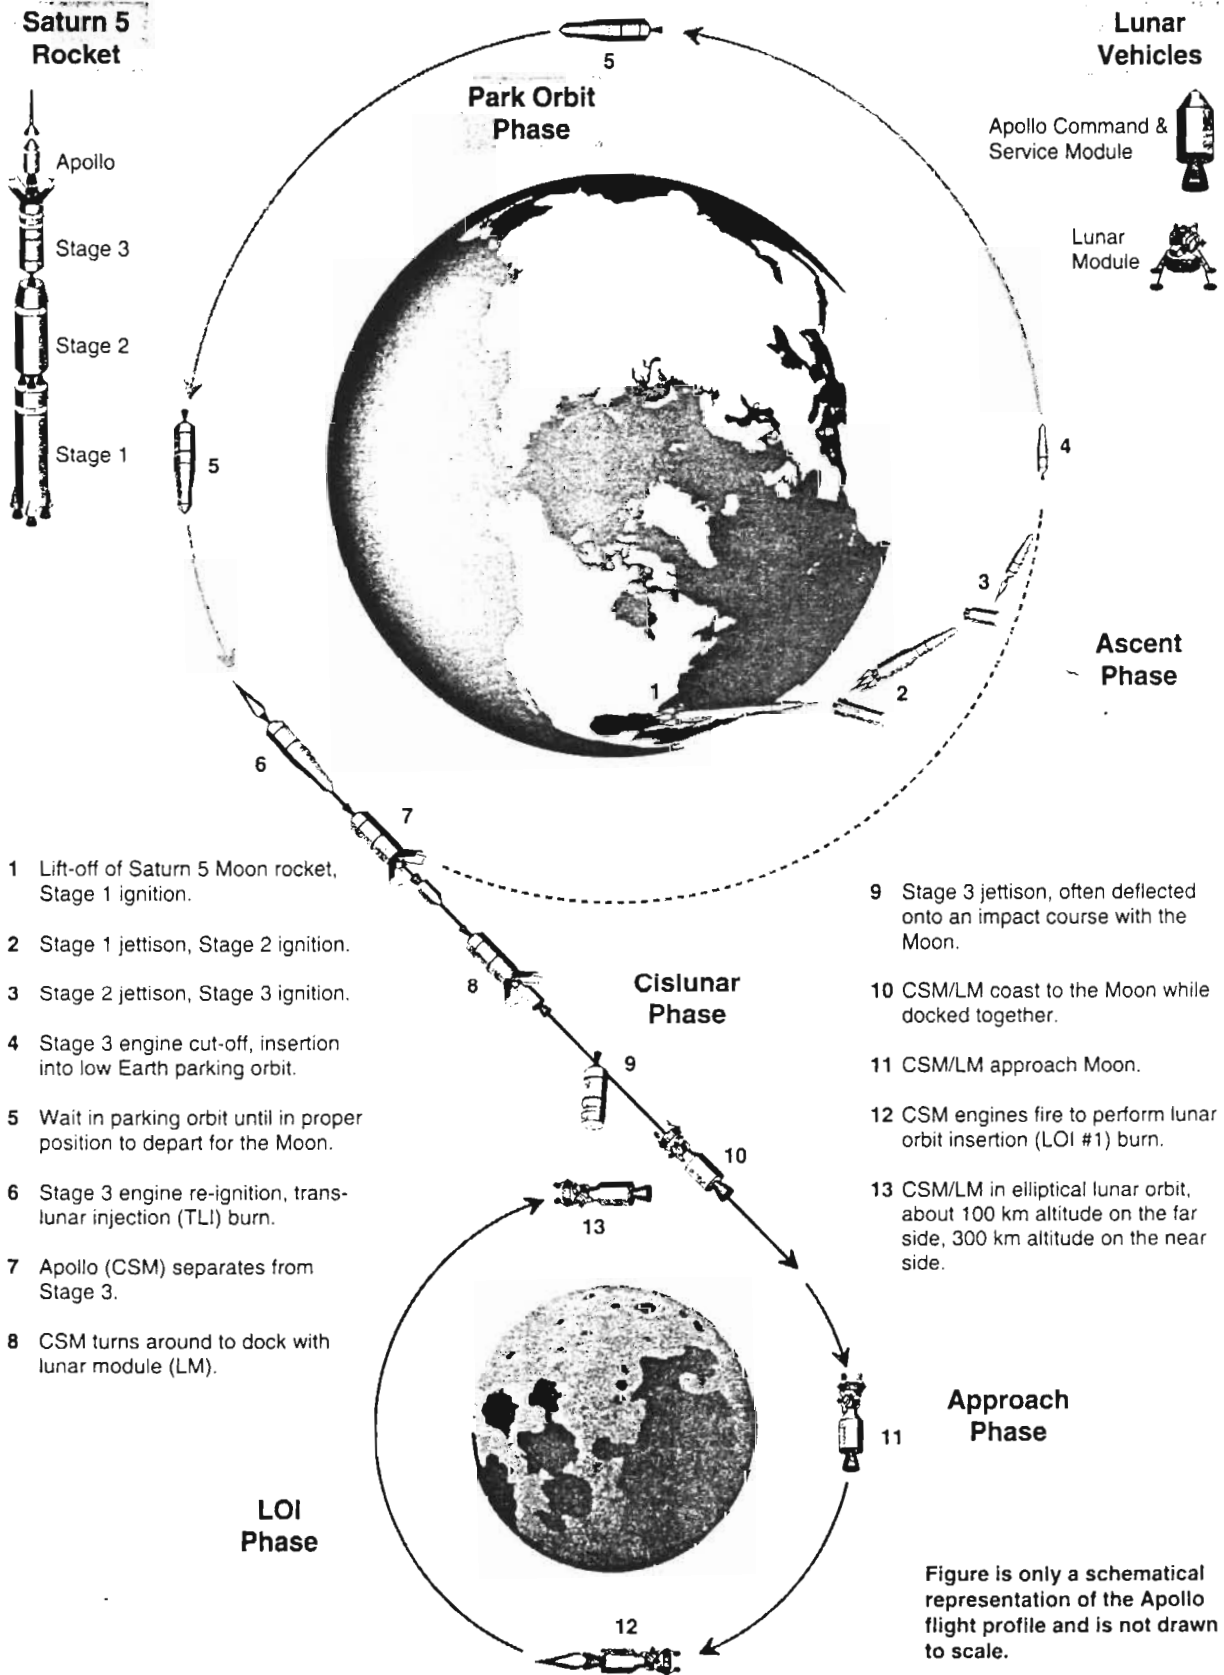 Saturn 5
Rocket
Apollo
Stage 3
Stage 2
Stage 1
5
Park Orbit
Phase
Lunar
Vehicles
Apollo Command &
Service Module
Lunar
Module
5
4
3
2
1
Ascent
Phase
6
7
8
Cislunar
Phase
9
10
13
11
Approach
Phase
LOI
Phase
12
1 Lift-off of Saturn 5 Moon rocket,
Stage 1 ignition.
2 Stage 1 jettison, Stage 2 ignition.
3 Stage 2 jettison, Stage 3 ignition.
4 Stage 3 engine cut-off, insertion
into low Earth parking orbit.
5 Wait in parking orbit until in proper
position to depart for the Moon.
6 Stage 3 engine re-ignition, trans-
lunar injection (TLI) burn.
7 Apollo (CSM) separates from
Stage 3.
8 CSM turns around to dock with
lunar module (LM).
9 Stage 3 jettison, often deflected
onto an impact course with the
Moon.
10 CSM/LM coast to the Moon while
docked together.
11 CSM/LM approach Moon.
12 CSM engines fire to perform lunar
orbit insertion (LOI #1) burn.
13 CSM/LM in elliptical lunar orbit,
about 100 km altitude on the far
side, 300 km altitude on the near
side.
Figure is only a schematical
representation of the Apollo
flight profile and is not drawn
to scale.